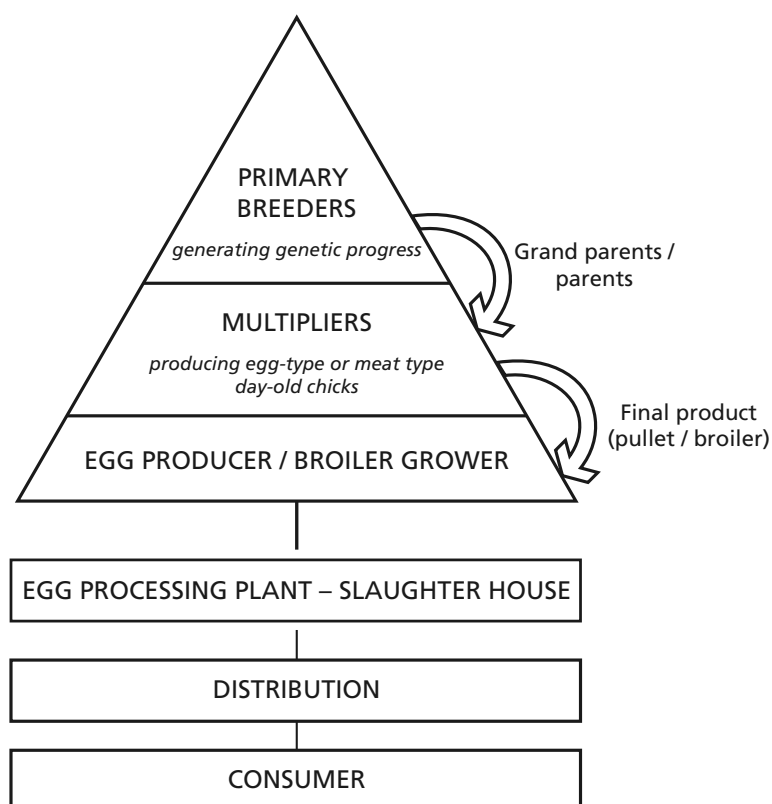 PRIMARY
BREEDERS
generating genetic progress
Grand parents /
parents
MULTIPLIERS
producing egg-type or meat type
day-old chicks
Final product
(pullet / broiler)
EGG PRODUCER / BROILER GROWER
EGG PROCESSING PLANT – SLAUGHTER HOUSE
DISTRIBUTION
CONSUMER